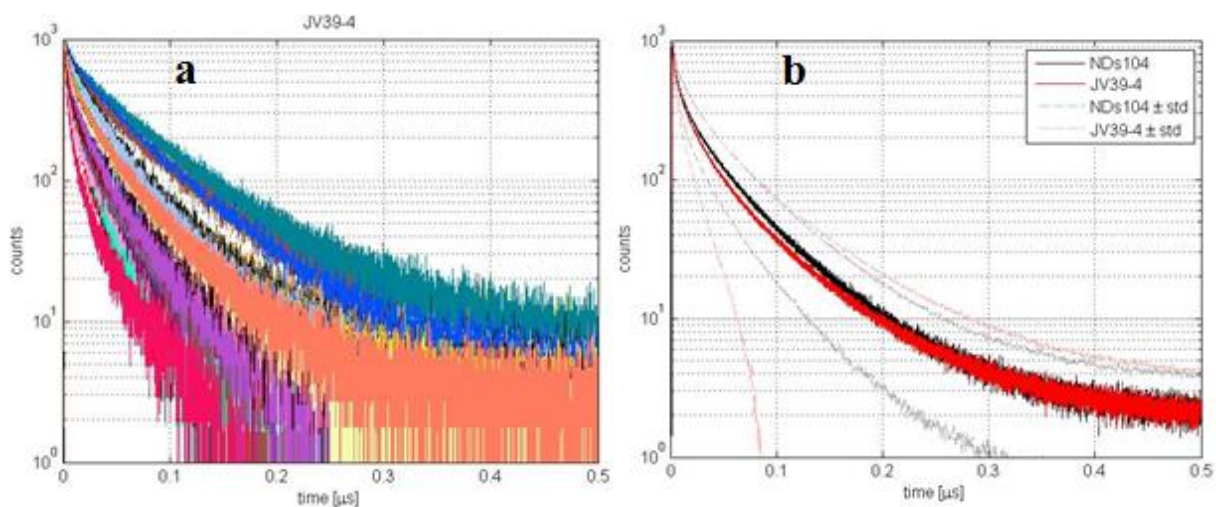 JV39-4
a
10³
10²
10¹
10⁰
counts
0 0.1 0.2 0.3 0.4 0.5
time [μs]
b
NDs104
JV39-4
NDs104 ± std
JV39-4 ± std
10³
10²
10¹
10⁰
counts
0 0.1 0.2 0.3 0.4 0.5
time [μs]